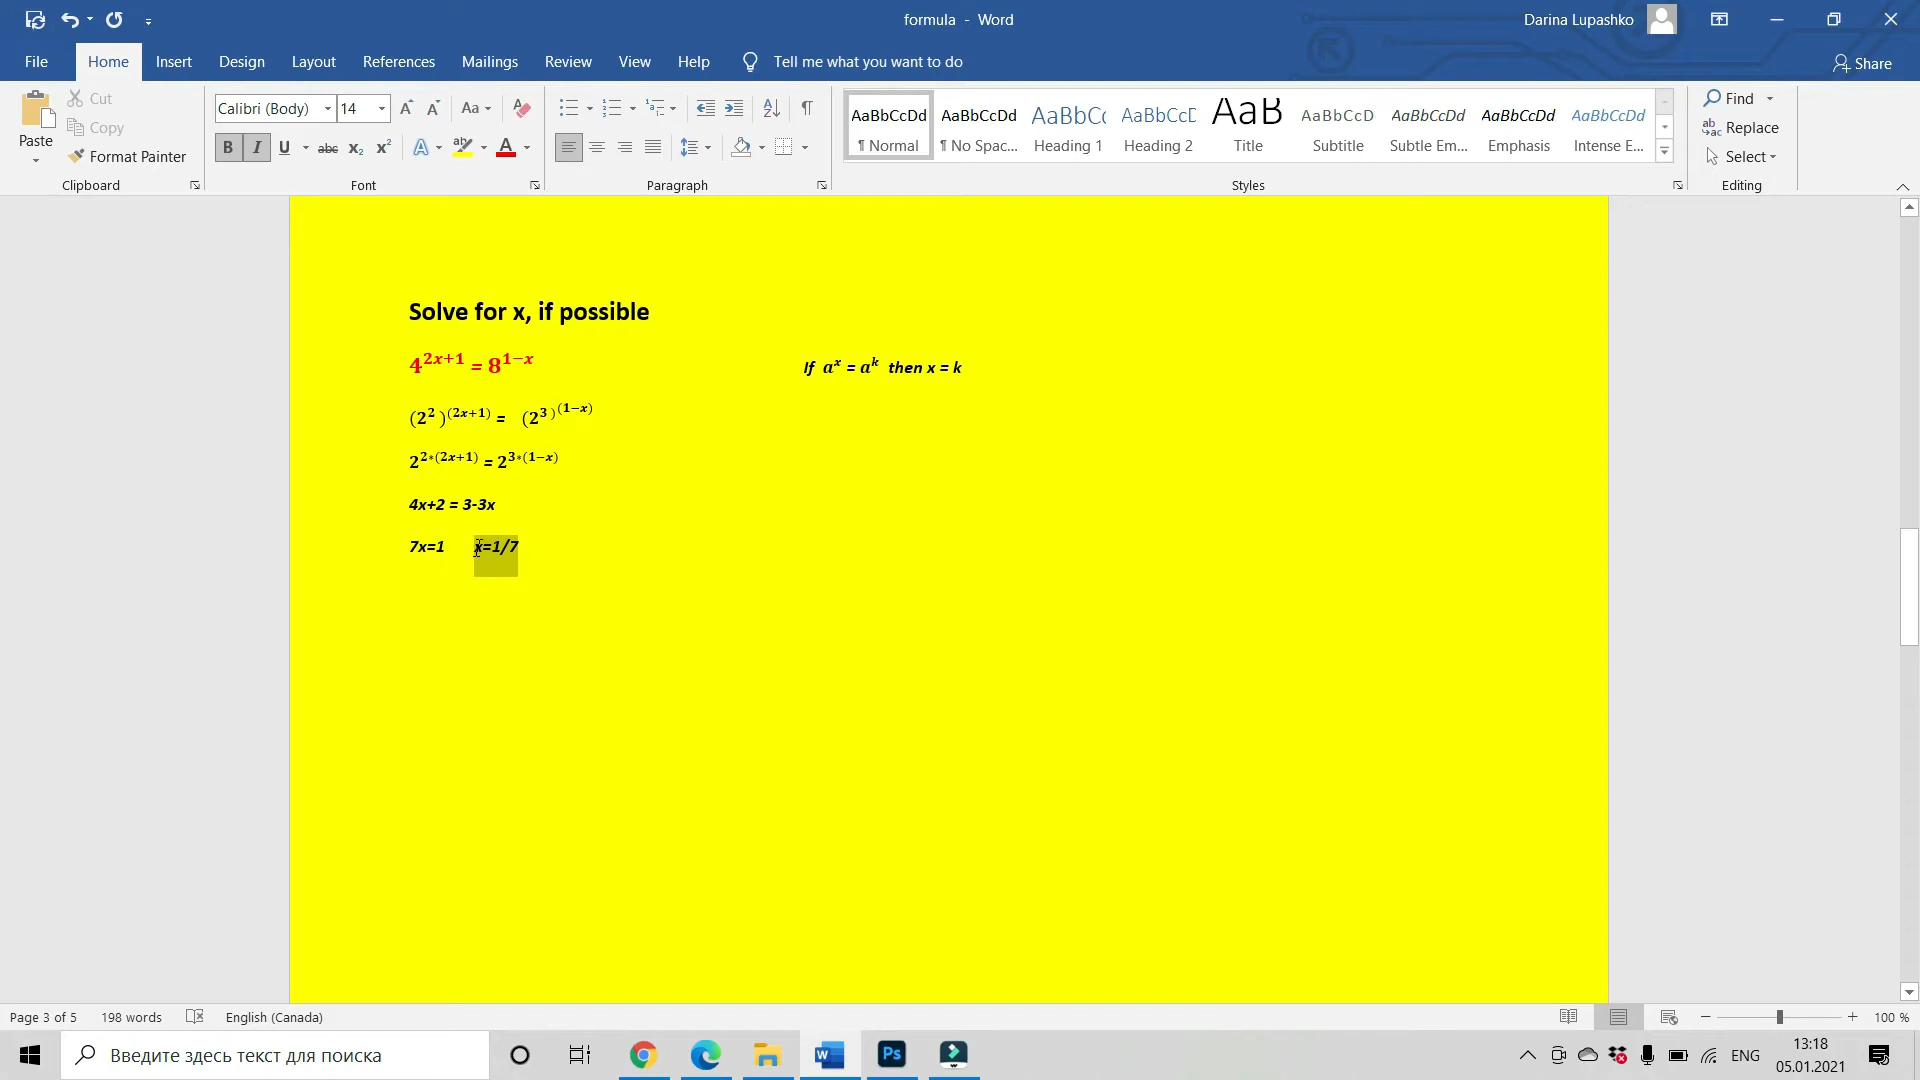 formula - Word
Darina Lupashko
File Home Insert Design Layout References Mailings Review View Help Tell me what you want to do
Share
Paste
Cut
Copy
Format Painter
Clipboard
Calibri (Body) 14
Font
Paragraph
AaBbCcDd AaBbCcDd AaBbCc AaBbCcD AaB AaBbCcD AaBbCcDd AaBbCcDd AaBbCcDd
¶ Normal ¶ No Spac... Heading 1 Heading 2 Title Subtitle Subtle Em... Emphasis Intense E...
Styles
Find
Replace
Select
Editing
Solve for x, if possible
4^{2x+1} = 8^{1−x}
If a^x = a^k then x = k
(2^2)^{(2x+1)} = (2^3)^{(1−x)}
2^{2*(2x+1)} = 2^{3*(1−x)}
4x+2 = 3-3x
7x=1 x=1/7
Page 3 of 5 198 words English (Canada) 100 %
Введите здесь текст для поиска
Ps
ENG
13:18
05.01.2021